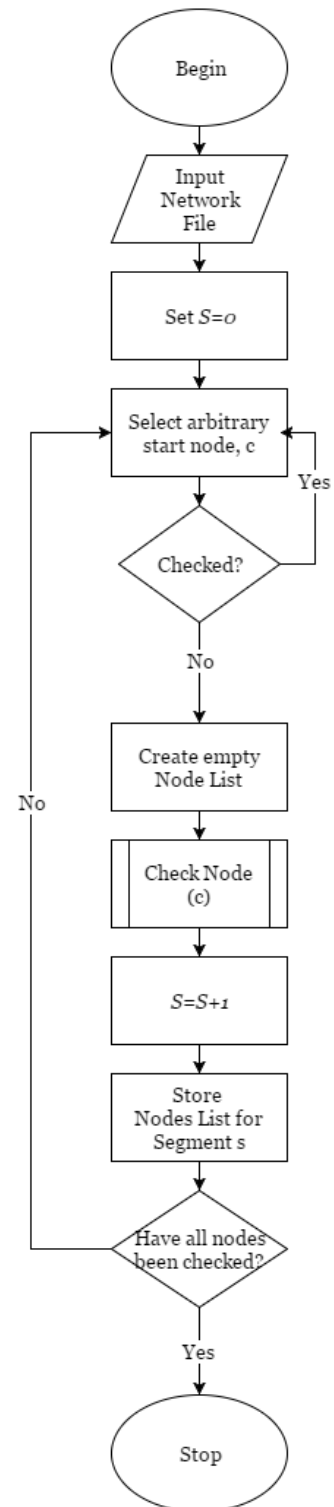 Begin
Input
Network
File
Set S=0
Select arbitrary
start node, c
Yes
Checked?
No
Create empty
Node List
No
Check Node
(c)
S=S+1
Store
Nodes List for
Segment s
Have all nodes
been checked?
Yes
Stop